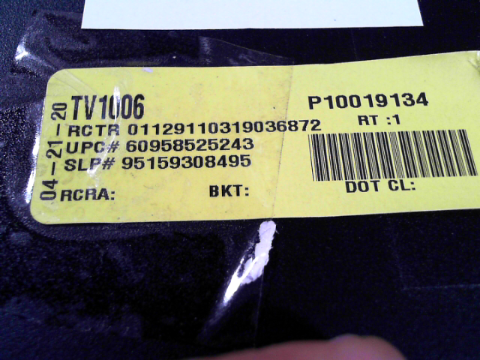 04-21-20
TV1006
P10019134
RCTR 01129110319036872
RT :1
UPC# 60958525243
SLP# 95159308495
RCRA:
BKT:
DOT CL: